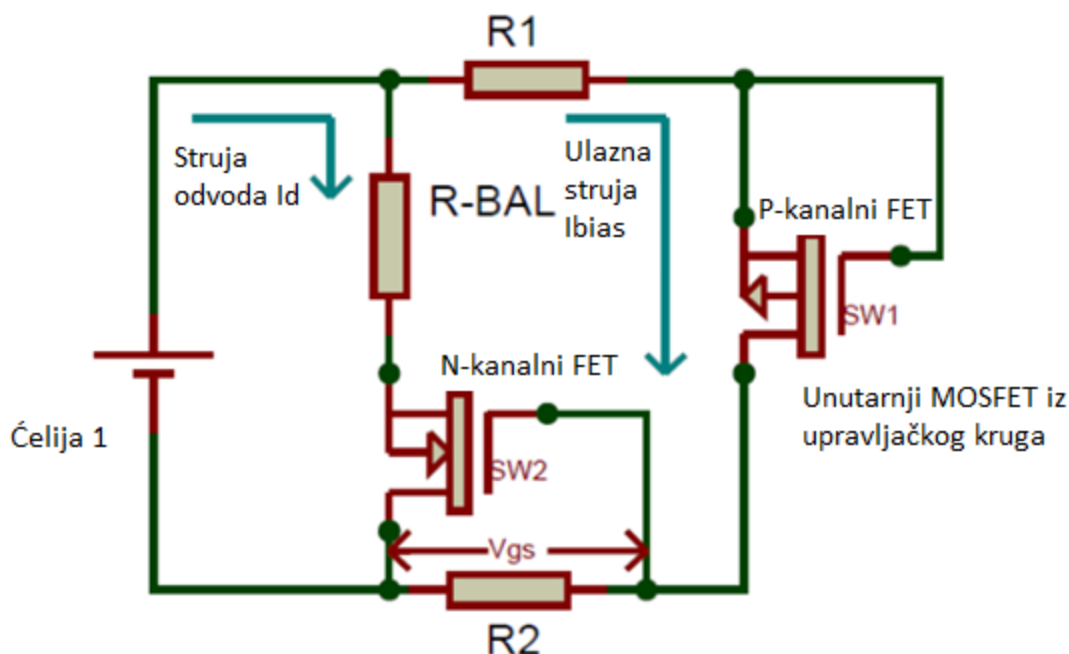 R1
Struja
odvoda Id
R-BAL
Ulazna
struja
Ibias
P-kanalni FET
SW1
N-kanalni FET
Unutarnji MOSFET iz
upravljačkog kruga
Ćelija 1
SW2
Vgs
R2